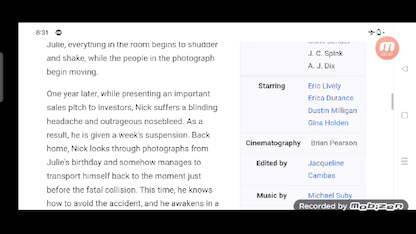 8:31
Julie, everything in the room begins to shudder
and shake, while the people in the photograph
begin moving.
One year later, while presenting an important
sales pitch to investors, Nick suffers a blinding
headache and outrageous nosebleed. As a
result, he is given a week's suspension. Back
home, Nick looks through photographs from
Julie's birthday and somehow manages to
transport himself back to the moment just
before the fatal collision. This time, he knows
how to avoid the accident, and he awakens in a
J. C. Spink
A. J. Dix
Starring
Eric Lively
Erica Durance
Dustin Milligan
Gina Holden
Cinematography
Brian Pearson
Edited by
Jacqueline
Cambas
Music by
Michael Suby
Recorded by Mobizen